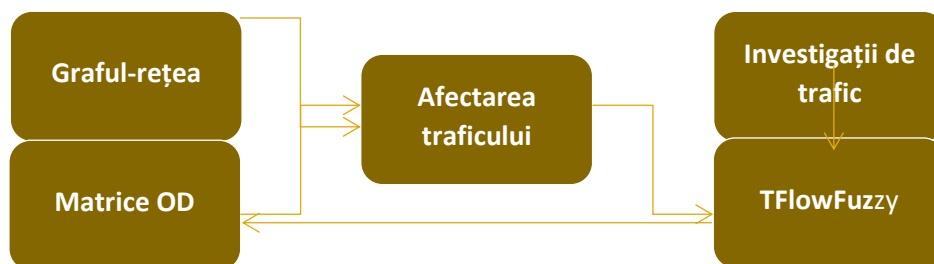 Graful-rețea
Matrice OD
Afectarea
traficului
Investigații de
trafic
TFlowFuzzy